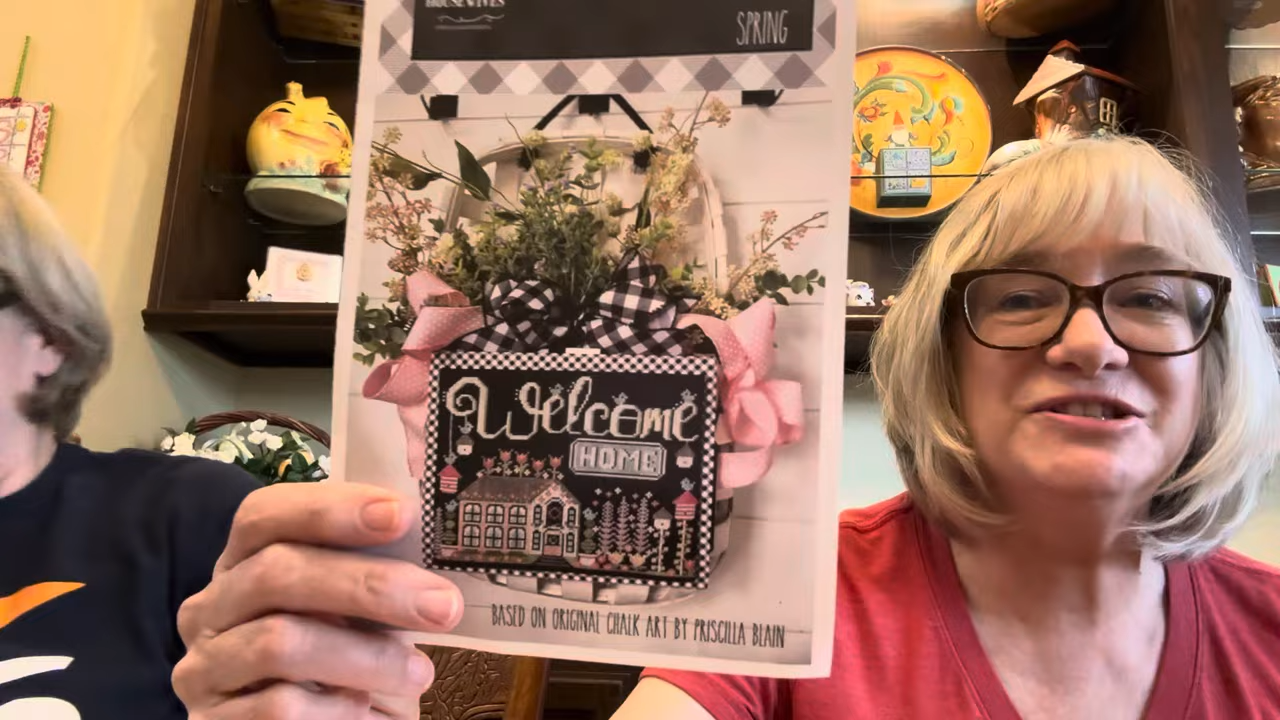 HOUSEWIVES
SPRING
Welcome
HOME
BASED ON ORIGINAL CHALK ART BY PRISCILLA BLAIN